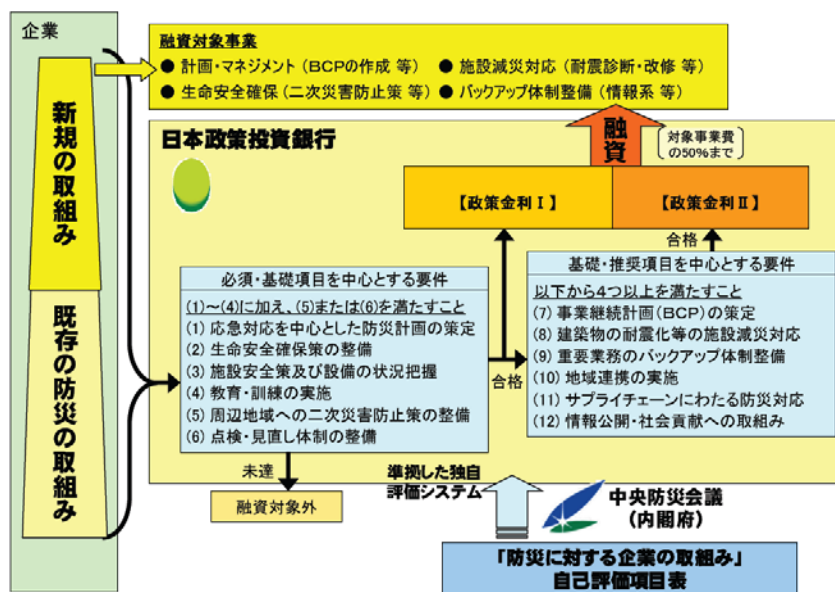 企業
新規の取組み
既存の防災の取組み
融資対象事業
● 計画・マネジメント（BCPの作成 等） ● 施設減災対応（耐震診断・改修 等）
● 生命安全確保（二次災害防止策 等） ● バックアップ体制整備（情報系 等）
日本政策投資銀行
融資
対象事業費
の50%まで
【政策金利Ⅰ】
【政策金利Ⅱ】
合格
必須・基礎項目を中心とする要件
(1)～(4)に加え、(5)または(6)を満たすこと
(1) 応急対応を中心とした防災計画の策定
(2) 生命安全確保策の整備
(3) 施設安全策及び設備の状況把握
(4) 教育・訓練の実施
(5) 周辺地域への二次災害防止策の整備
(6) 点検・見直し体制の整備
合格
基礎・推奨項目を中心とする要件
以下から4つ以上を満たすこと
(7) 事業継続計画(BCP)の策定
(8) 建築物の耐震化等の施設減災対応
(9) 重要業務のバックアップ体制整備
(10) 地域連携の実施
(11) サプライチェーンにわたる防災対応
(12) 情報公開・社会貢献への取組み
未達
融資対象外
準拠した独自
評価システム
中央防災会議
（内閣府）
「防災に対する企業の取組み」
自己評価項目表